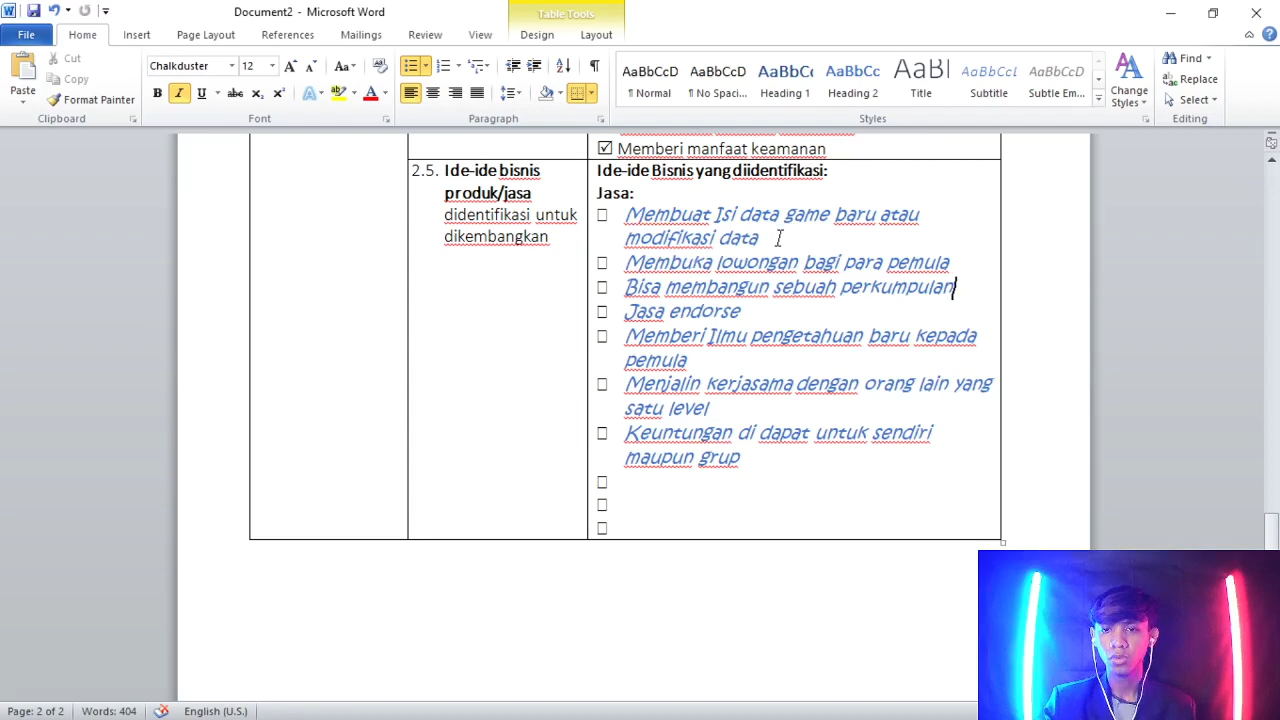 Document2 - Microsoft Word
Table Tools
File Home Insert Page Layout References Mailings Review View Design Layout
Paste
Cut
Copy
Format Painter
Clipboard
Chalkduster 12
Font
Paragraph
AaBbCcD AaBbCcD AaBbCc AaBbCc AaBl AaBbCcL AaBbCcD
¶ Normal ¶ No Spaci... Heading 1 Heading 2 Title Subtitle Subtle Em...
Change Styles
Styles
Find
Replace
Select
Editing
☑ Memberi manfaat keamanan
2.5. Ide-ide bisnis
produk/jasa
didentifikasi untuk
dikembangkan
Ide-ide Bisnis yang diidentifikasi:
Jasa:
Membuat Isi data game baru atau
modifikasi data
Membuka lowongan bagi para pemula
Bisa membangun sebuah perkumpulan
Jasa endorse
Memberi Ilmu pengetahuan baru kepada
pemula
Menjalin kerjasama dengan orang lain yang
satu level
Keuntungan di dapat untuk sendiri
maupun grup
Page: 2 of 2 Words: 404 English (U.S.)